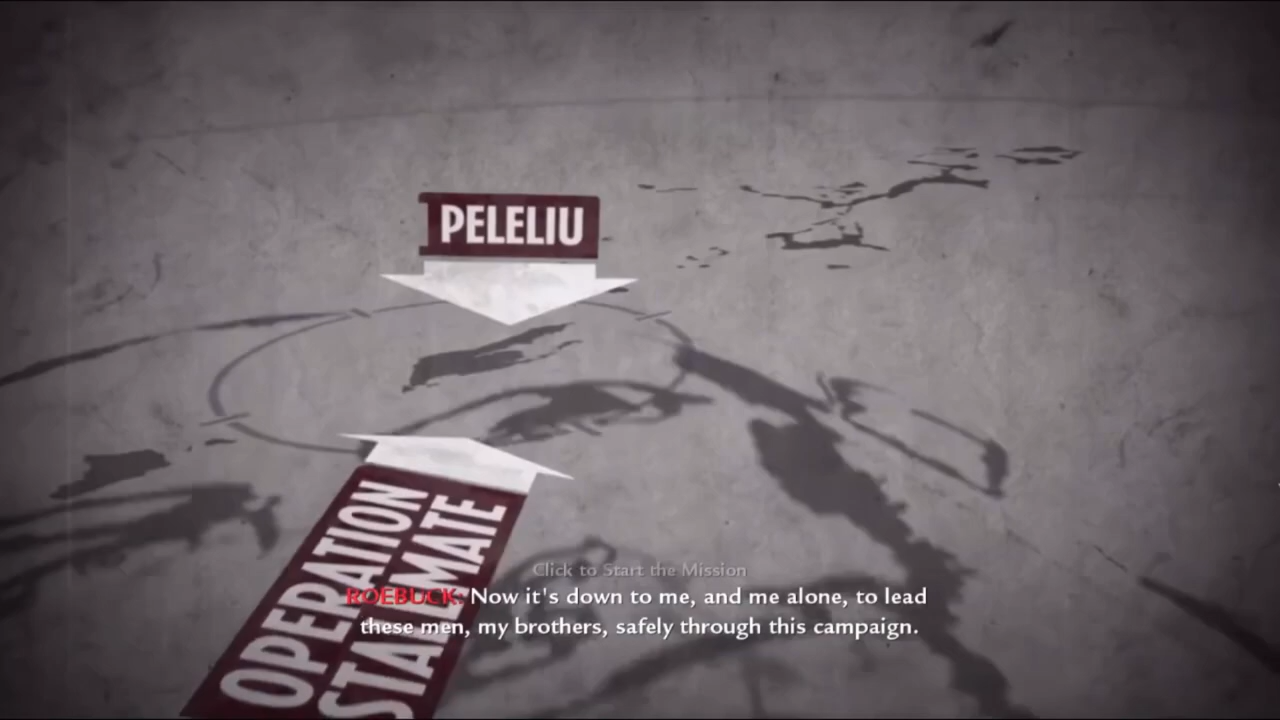 PELELIU
OPERATION
STALEMATE
Click to Start the Mission
ROEBUCK: Now it's down to me, and me alone, to lead
these men, my brothers, safely through this campaign.